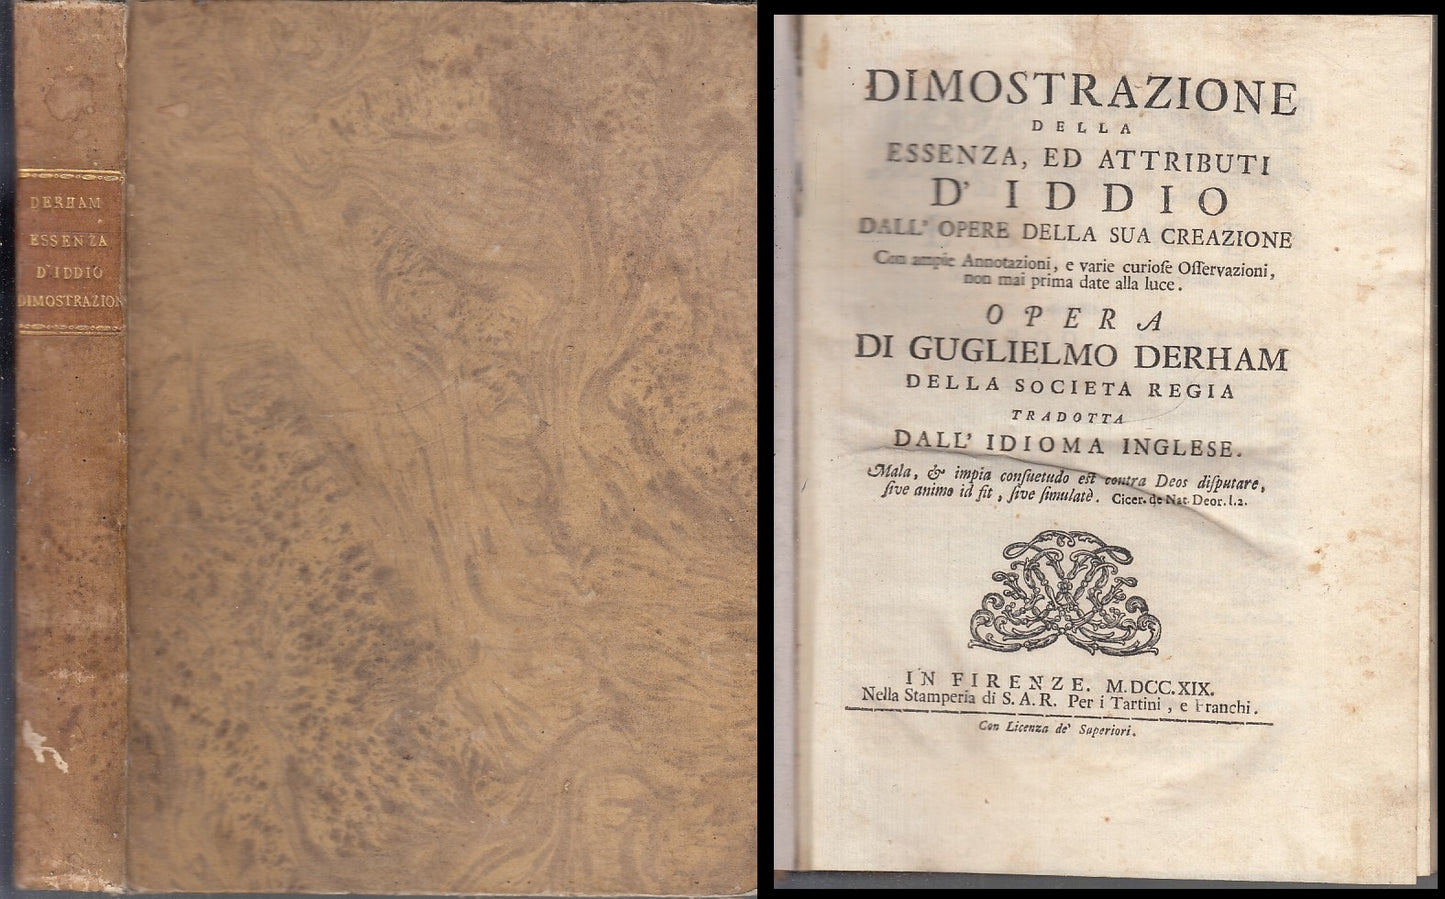 DERHAM
ESSENZA
D'IDDIO
DIMOSTRAZION
DIMOSTRAZIONE
DELLA
ESSENZA, ED ATTRIBUTI
D' IDDIO
DALL' OPERE DELLA SUA CREAZIONE
Con ampie Annotazioni, e varie curioſe Oſſervazioni,
non mai prima date alla luce.
OPERA
DI GUGLIELMO DERHAM
DELLA SOCIETA REGIA
TRADOTTA
DALL' IDIOMA INGLESE.
Mala, & impia conſuetudo est contra Deos diſputare,
ſive animo id fit, ſive ſimulatè. Cicer. de Nat. Deor. l.2.
IN FIRENZE. M.DCC.XIX.
Nella Stamperia di S.A.R. Per i Tartini, e Franchi.
Con Licenza de' Superiori.